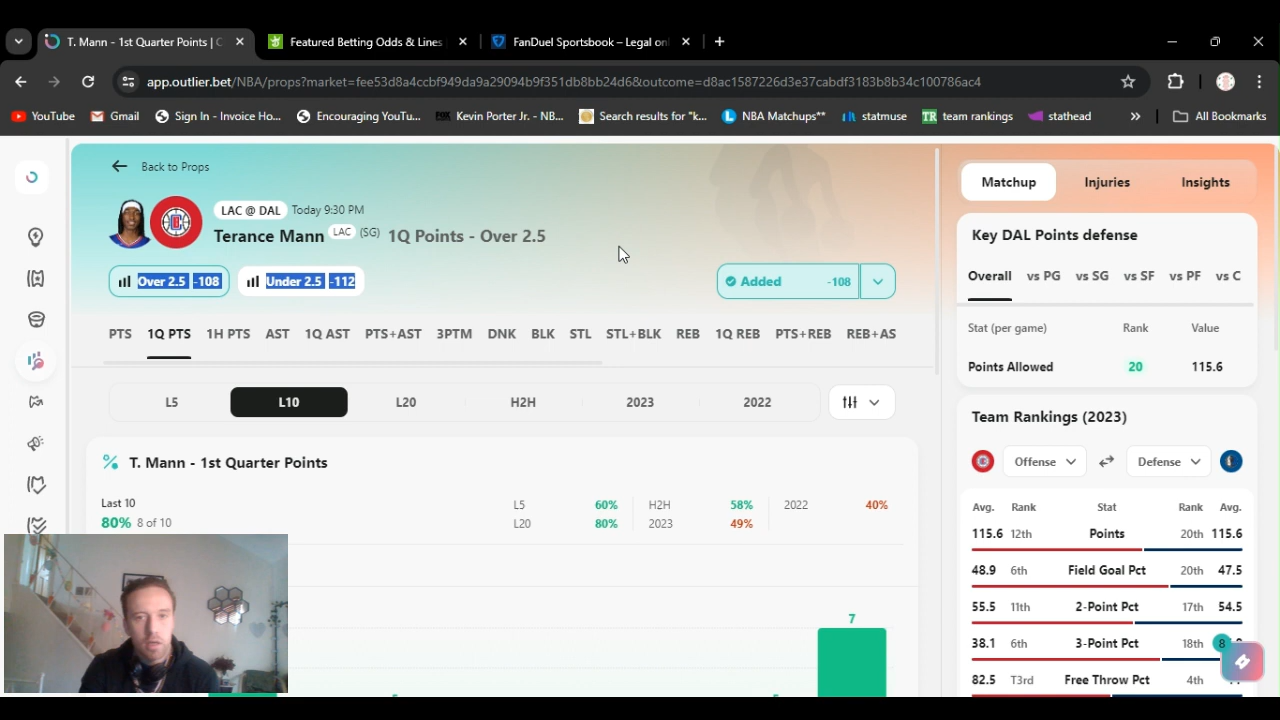 T. Mann - 1st Quarter Points | O
Featured Betting Odds & Lines
FanDuel Sportsbook – Legal onl
app.outlier.bet/NBA/props?market=fee53d8a4ccbf949da9a29094b9f351db8bb24d6&outcome=d8ac1587226d3e37cabdf3183b8b34c100786ac4
YouTube Gmail Sign In - Invoice Ho... Encouraging YouTu... Kevin Porter Jr. - NB... Search results for "k... NBA Matchups** statmuse team rankings stathead » All Bookmarks
Back to Props
LAC @ DAL Today 9:30 PM
Terance Mann LAC (SG) 1Q Points - Over 2.5
Over 2.5 -108 Under 2.5 -112
Added -108
PTS 1Q PTS 1H PTS AST 1Q AST PTS+AST 3PTM DNK BLK STL STL+BLK REB 1Q REB PTS+REB REB+AS
L5 L10 L20 H2H 2023 2022
T. Mann - 1st Quarter Points
Last 10
80% 8 of 10
L5 60% H2H 58% 2022 40%
L20 80% 2023 49%
7
Matchup Injuries Insights
Key DAL Points defense
Overall vs PG vs SG vs SF vs PF vs C
Stat (per game) Rank Value
Points Allowed 20 115.6
Team Rankings (2023)
Offense Defense
Avg. Rank Stat Rank Avg.
115.6 12th Points 20th 115.6
48.9 6th Field Goal Pct 20th 47.5
55.5 11th 2-Point Pct 17th 54.5
38.1 6th 3-Point Pct 18th 8
82.5 T3rd Free Throw Pct 4th